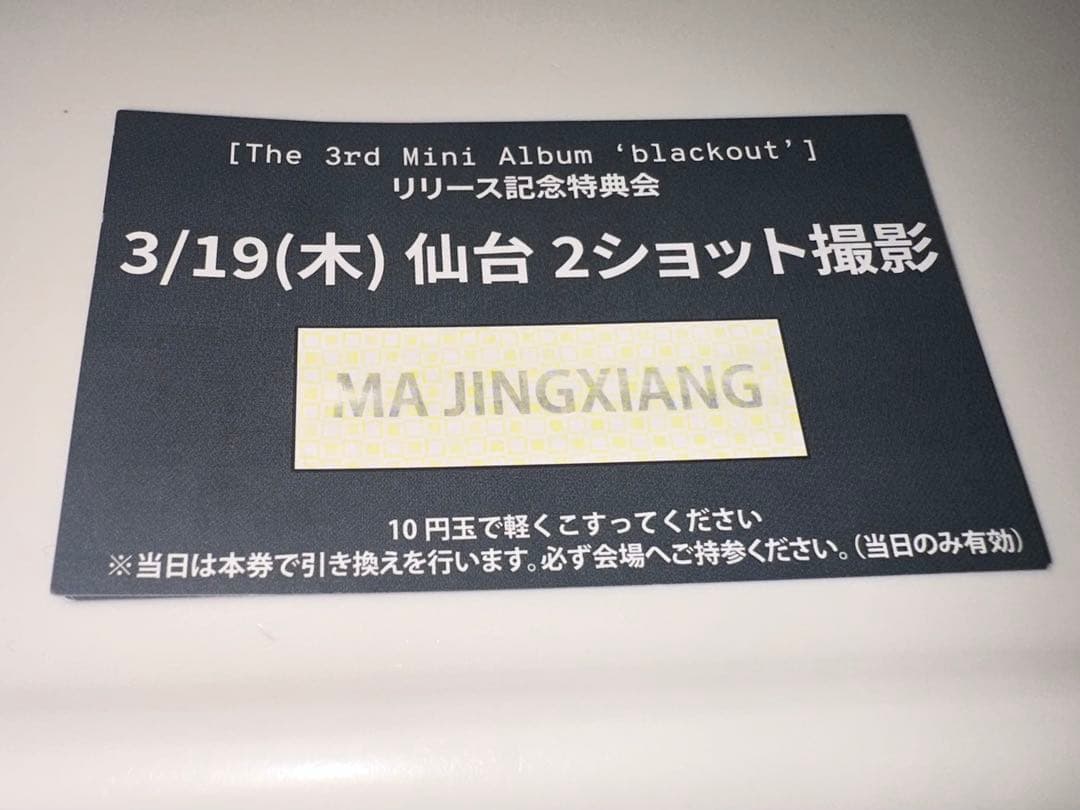 [The 3rd Mini Album ‘blackout’]
リリース記念特典会
3/19(木) 仙台 2ショット撮影
MA JINGXIANG
10 円玉で軽くこすってください
※当日は本券で引き換えを行います。必ず会場へご持参ください。(当日のみ有効)